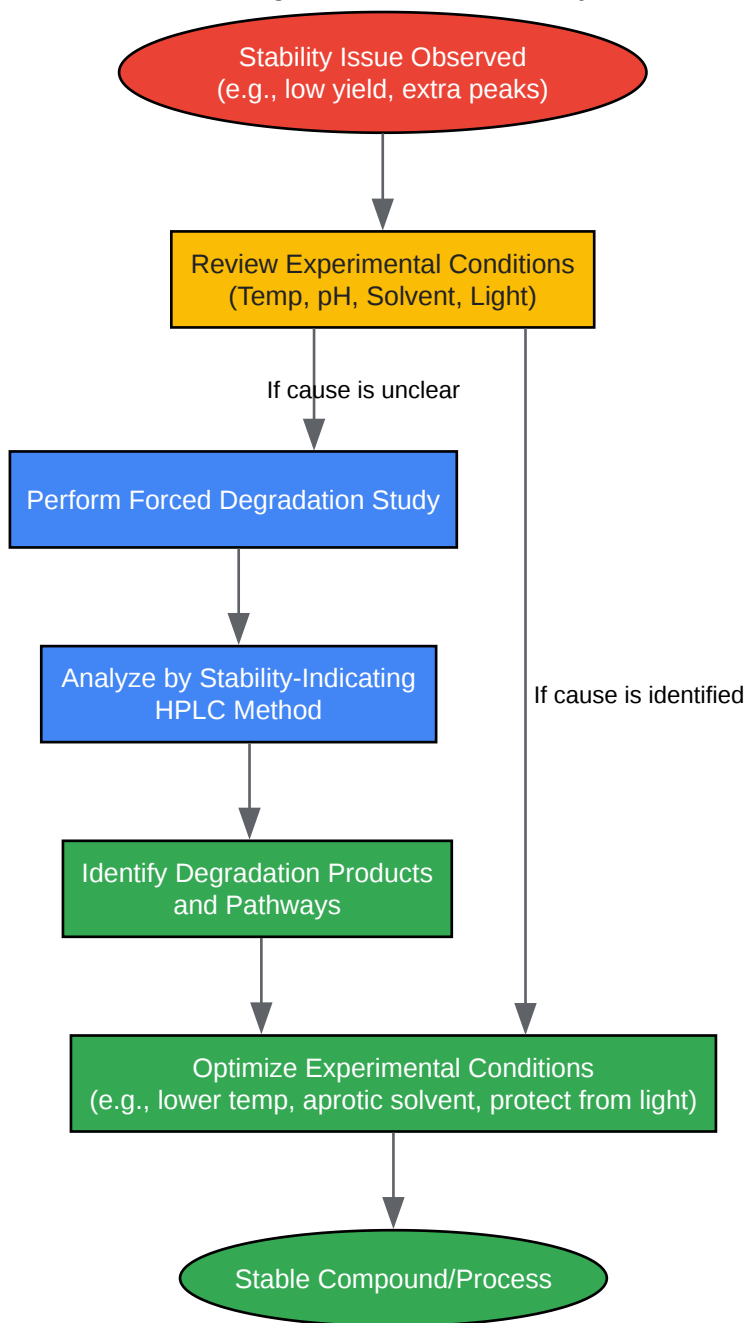 Stability Issue Observed
(e.g., low yield, extra peaks)
Review Experimental Conditions
(Temp, pH, Solvent, Light)
If cause is unclear
Perform Forced Degradation Study
Analyze by Stability-Indicating
HPLC Method
If cause is identified
Identify Degradation Products
and Pathways
Optimize Experimental Conditions
(e.g., lower temp, aprotic solvent, protect from light)
Stable Compound/Process